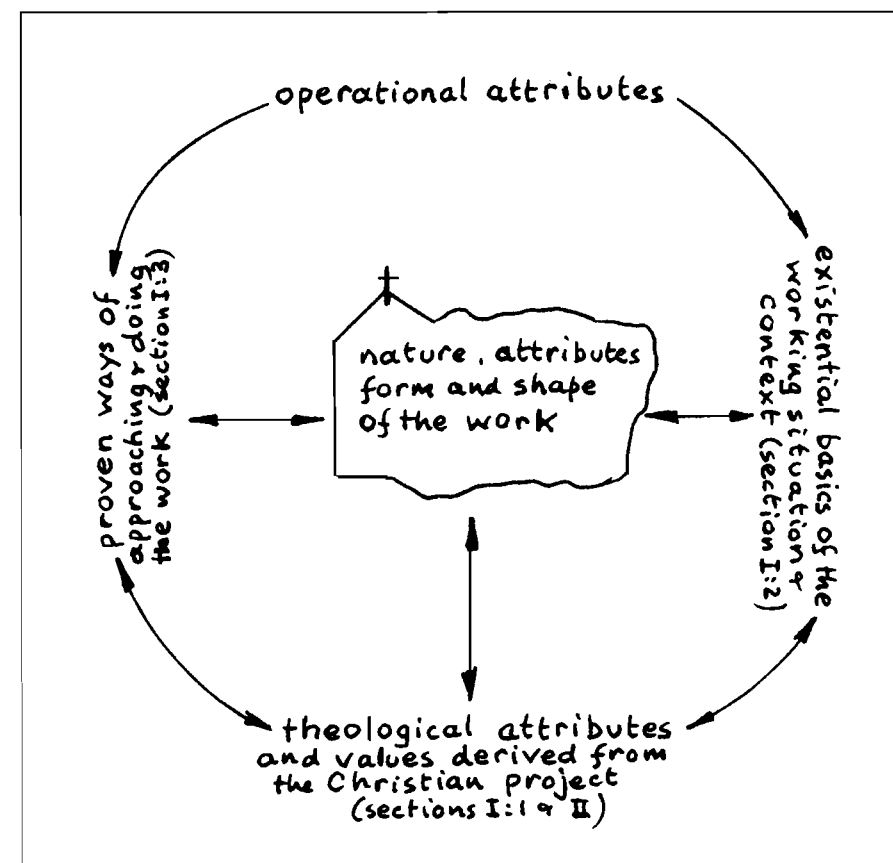 operational attributes
proven ways of
approaching & doing
the work (section I:3)
nature, attributes
form and shape
of the work
existential basics of the
working situation &
context (section I:2)
theological attributes
and values derived from
the Christian project
(sections I:1 & II)